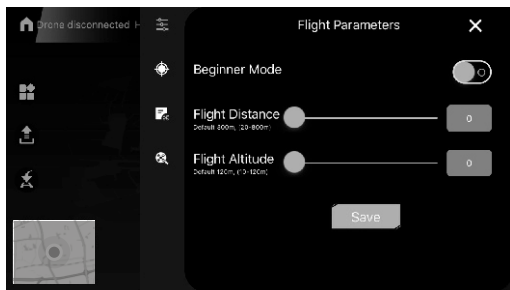 Drone disconnected H
Flight Parameters
Beginner Mode
Flight Distance
Default 300m, (20-800m)
0
Flight Altitude
Default 120m, (10-120m)
0
Save